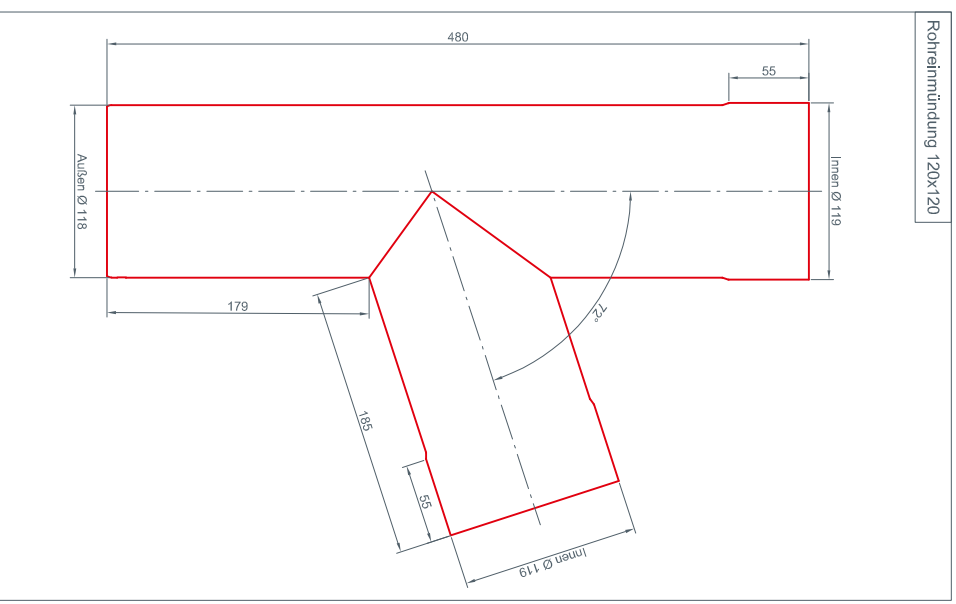 Rohreinmündung 120x120
480
55
Innen Ø 119
Außen Ø 118
179
72°
185
55
Innen Ø 119